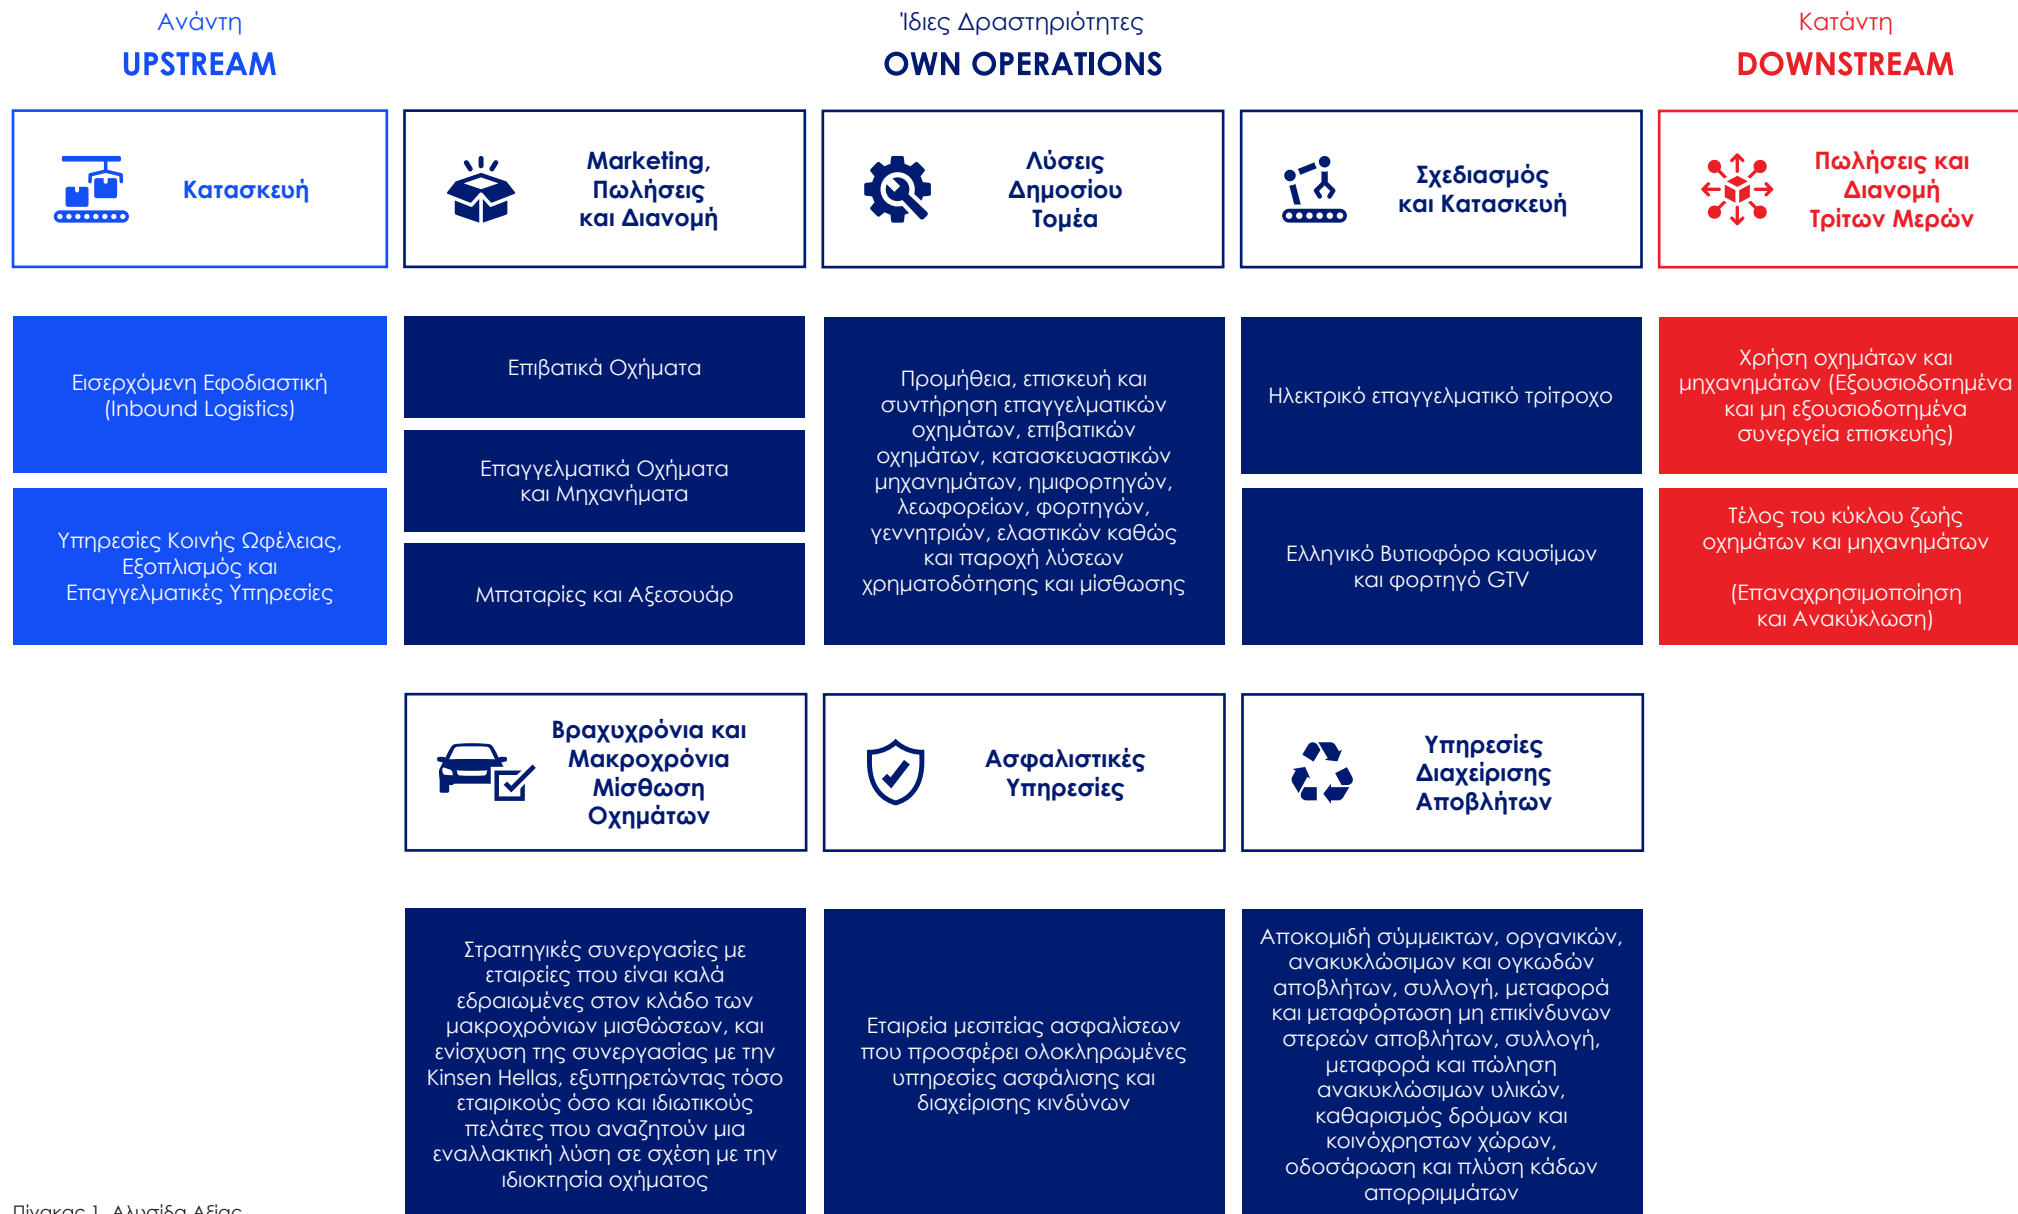 Ανάντη
UPSTREAM
Ίδιες Δραστηριότητες
OWN OPERATIONS
Κατάντη
DOWNSTREAM
Κατασκευή
Marketing,
Πωλήσεις
και Διανομή
Λύσεις
Δημοσίου
Τομέα
Σχεδιασμός
και Κατασκευή
Πωλήσεις και
Διανομή
Τρίτων Μερών
Εισερχόμενη Εφοδιαστική
(Inbound Logistics)
Υπηρεσίες Κοινής Ωφέλειας,
Εξοπλισμός και
Επαγγελματικές Υπηρεσίες
Επιβατικά Οχήματα
Επαγγελματικά Οχήματα
και Μηχανήματα
Μπαταρίες και Αξεσουάρ
Προμήθεια, επισκευή και
συντήρηση επαγγελματικών
οχημάτων, επιβατικών
οχημάτων, κατασκευαστικών
μηχανημάτων, ημιφορτηγών,
λεωφορείων, φορτηγών,
γεννητριών, ελαστικών καθώς
και παροχή λύσεων
χρηματοδότησης και μίσθωσης
Ηλεκτρικό επαγγελματικό τρίτροχο
Ελληνικό Βυτιοφόρο καυσίμων
και φορτηγό GTV
Χρήση οχημάτων και
μηχανημάτων (Εξουσιοδοτημένα
και μη εξουσιοδοτημένα
συνεργεία επισκευής)
Τέλος του κύκλου ζωής
οχημάτων και μηχανημάτων
(Επαναχρησιμοποίηση
και Ανακύκλωση)
Βραχυχρόνια και
Μακροχρόνια
Μίσθωση
Οχημάτων
Ασφαλιστικές
Υπηρεσίες
Υπηρεσίες
Διαχείρισης
Αποβλήτων
Στρατηγικές συνεργασίες με
εταιρείες που είναι καλά
εδραιωμένες στον κλάδο των
μακροχρόνιων μισθώσεων, και
ενίσχυση της συνεργασίας με την
Kinsen Hellas, εξυπηρετώντας τόσο
εταιρικούς όσο και ιδιωτικούς
πελάτες που αναζητούν μια
εναλλακτική λύση σε σχέση με την
ιδιοκτησία οχήματος
Εταιρεία μεσιτείας ασφαλίσεων
που προσφέρει ολοκληρωμένες
υπηρεσίες ασφάλισης και
διαχείρισης κινδύνων
Αποκομιδή σύμμεικτων, οργανικών,
ανακυκλώσιμων και ογκωδών
αποβλήτων, συλλογή, μεταφορά
και μεταφόρτωση μη επικίνδυνων
στερεών αποβλήτων, συλλογή,
μεταφορά και πώληση
ανακυκλώσιμων υλικών,
καθαρισμός δρόμων και
κοινόχρηστων χώρων,
οδοσάρωση και πλύση κάδων
απορριμμάτων
Πίνακας 1. Αλυσίδα Αξίας